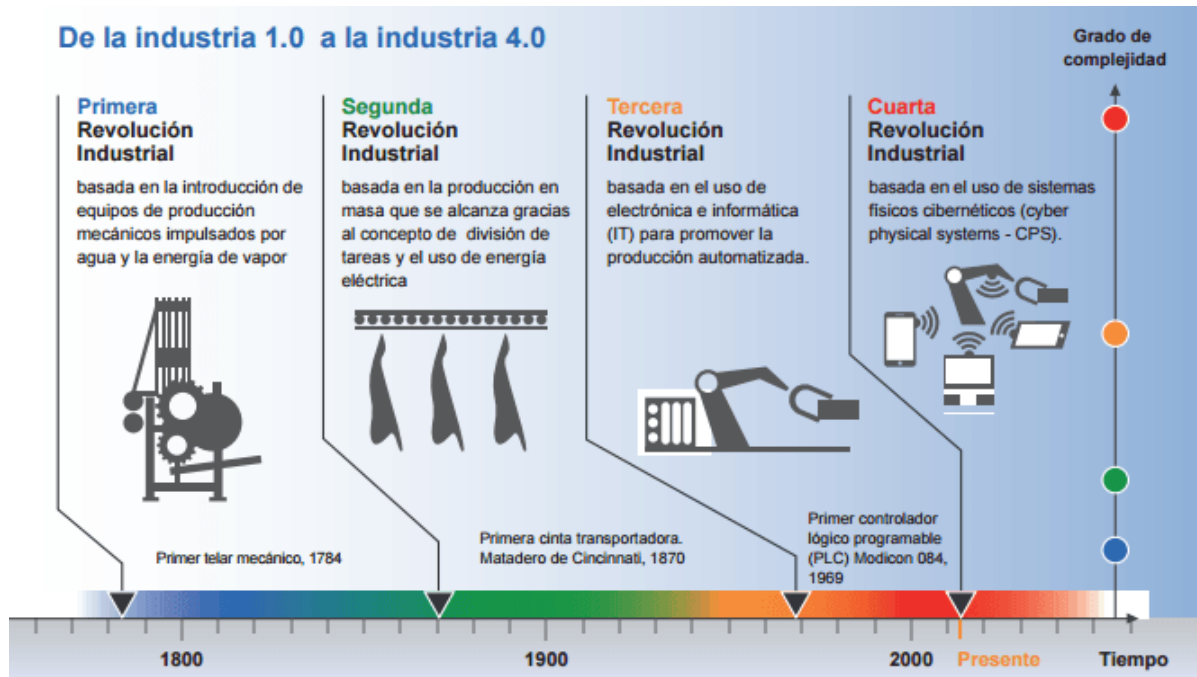 De la industria 1.0 a la industria 4.0
Grado de
complejidad
Primera
Revolución
Industrial
basada en la introducción de
equipos de producción
mecánicos impulsados por
agua y la energía de vapor
Segunda
Revolución
Industrial
basada en la producción en
masa que se alcanza gracias
al concepto de división de
tareas y el uso de energía
eléctrica
Tercera
Revolución
Industrial
basada en el uso de
electrónica e informática
(IT) para promover la
producción automatizada.
Cuarta
Revolución
Industrial
basada en el uso de sistemas
físicos cibernéticos (cyber
physical systems - CPS).
Primer telar mecánico, 1784
Primera cinta transportadora.
Matadero de Cincinnati, 1870
Primer controlador
lógico programable
(PLC) Modicon 084,
1969
1800
1900
2000
Presente
Tiempo